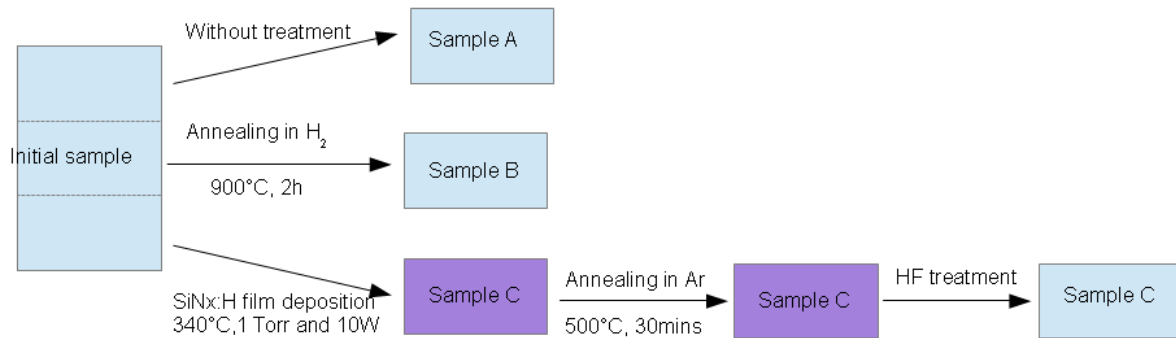 Without treatment
Sample A
Initial sample
Annealing in H₂
900°C, 2h
Sample B
SiNx:H film deposition
340°C,1 Torr and 10W
Sample C
Annealing in Ar
500°C, 30mins
Sample C
HF treatment
Sample C